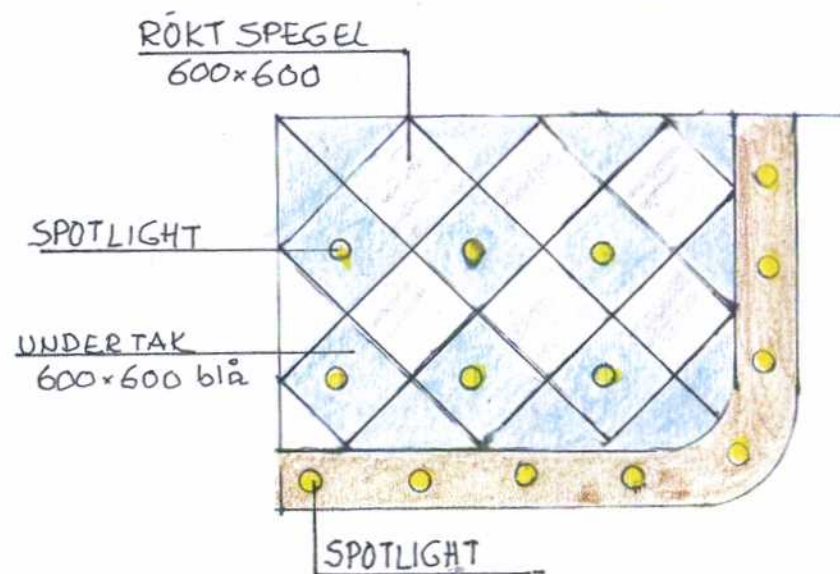 RÖKT SPEGEL
600×600
SPOTLIGHT
UNDERTAK
600×600 blå
SPOTLIGHT